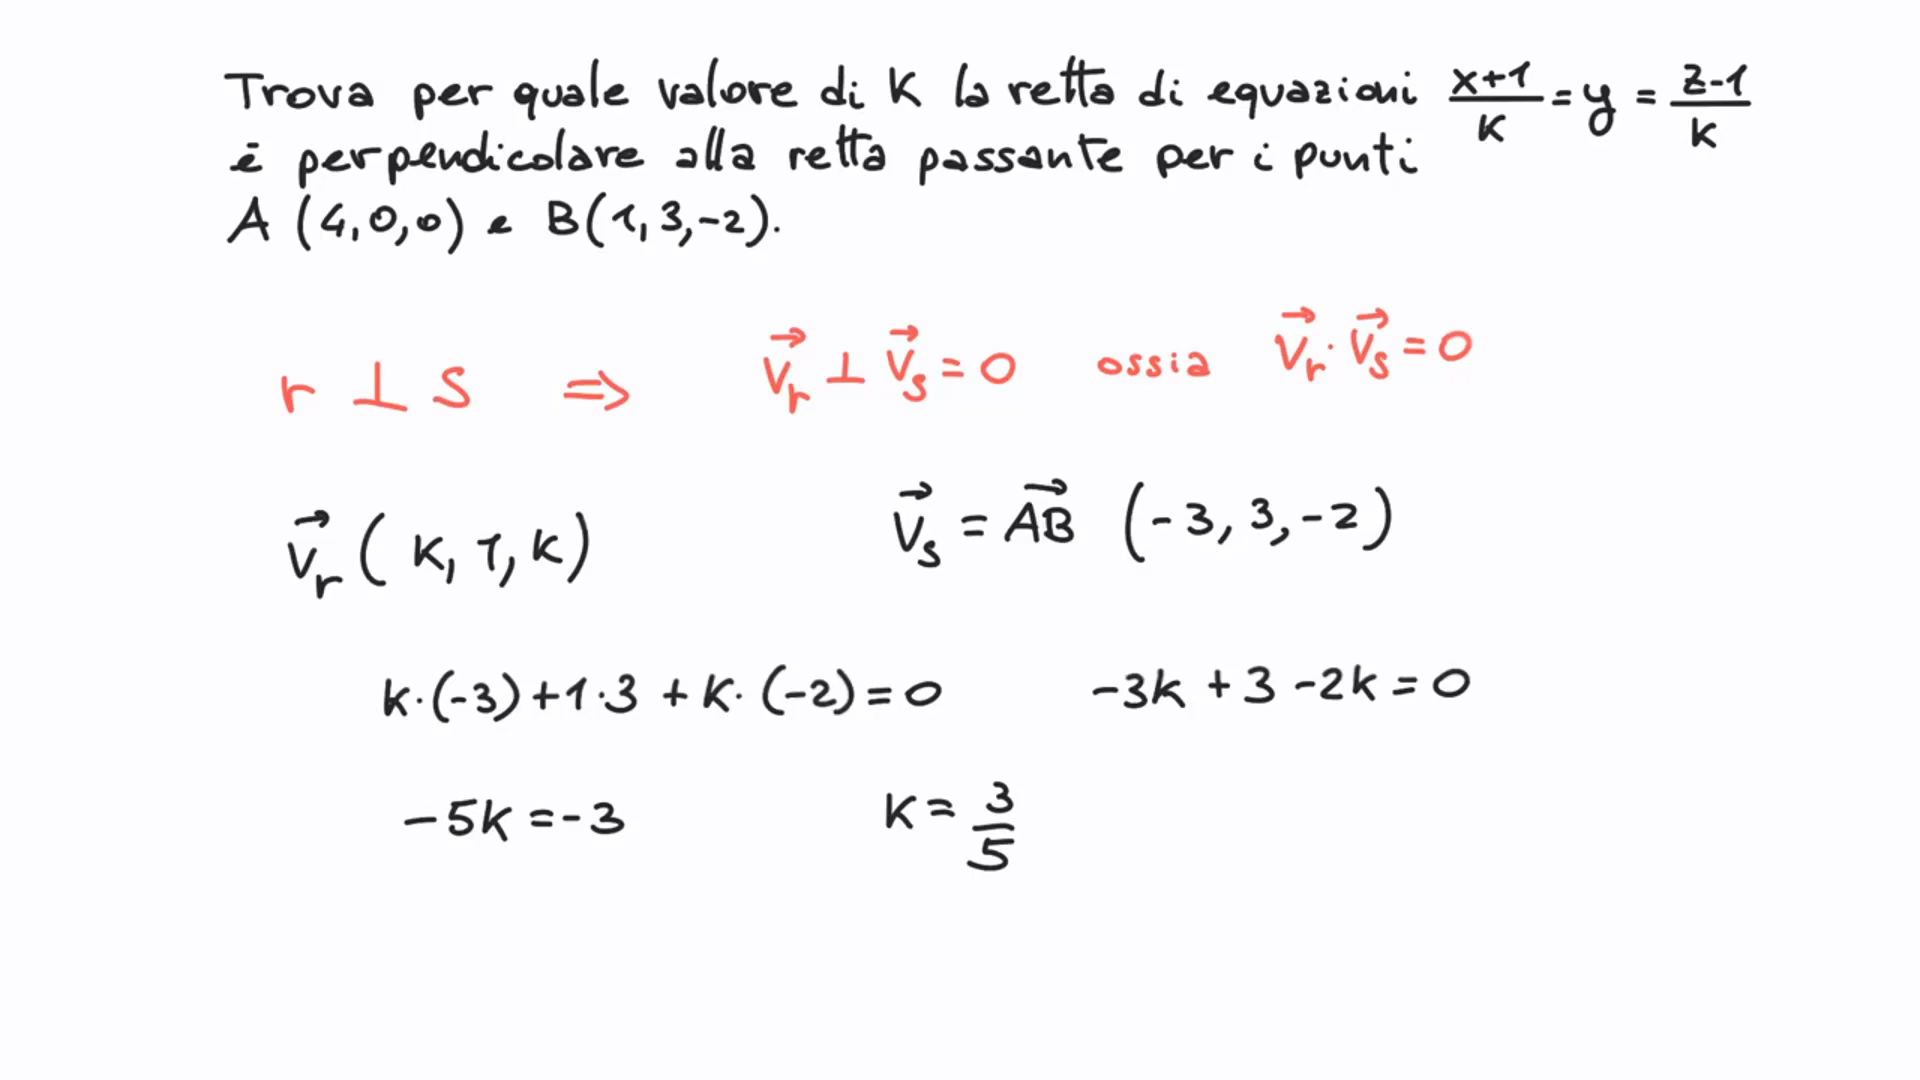 Trova per quale valore di K la retta di equazioni (x+1)/K = y = (z-1)/K
è perpendicolare alla retta passante per i punti
A (4,0,0) e B(1,3,-2).
r ⊥ S ⇒ v⃗r ⊥ v⃗s = 0 ossia v⃗r · v⃗s = 0
v⃗r ( K, 1, K) v⃗s = A⃗B⃗ (-3, 3, -2)
K·(-3)+1·3 + K·(-2) = 0 -3k + 3 -2k = 0
-5k = -3 K = 3/5